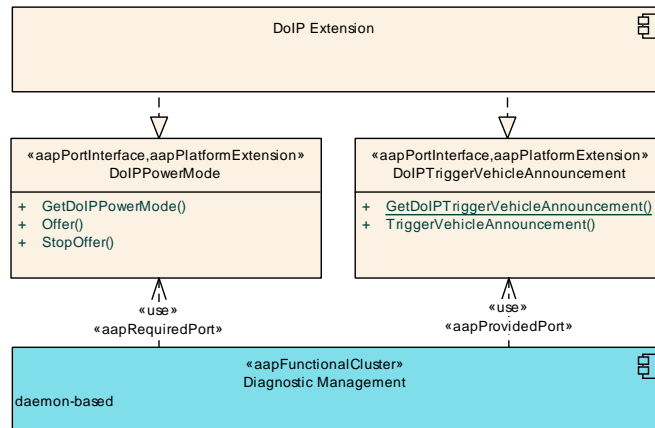 DoIP Extension
«aapPortInterface,aapPlatformExtension»
DoIPPowerMode
+ GetDoIPPowerMode()
+ Offer()
+ StopOffer()
«aapPortInterface,aapPlatformExtension»
DoIPTriggerVehicleAnnouncement
+ GetDoIPTriggerVehicleAnnouncement()
+ TriggerVehicleAnnouncement()
«use»
«aapRequiredPort»
«use»
«aapProvidedPort»
«aapFunctionalCluster»
Diagnostic Management
daemon-based